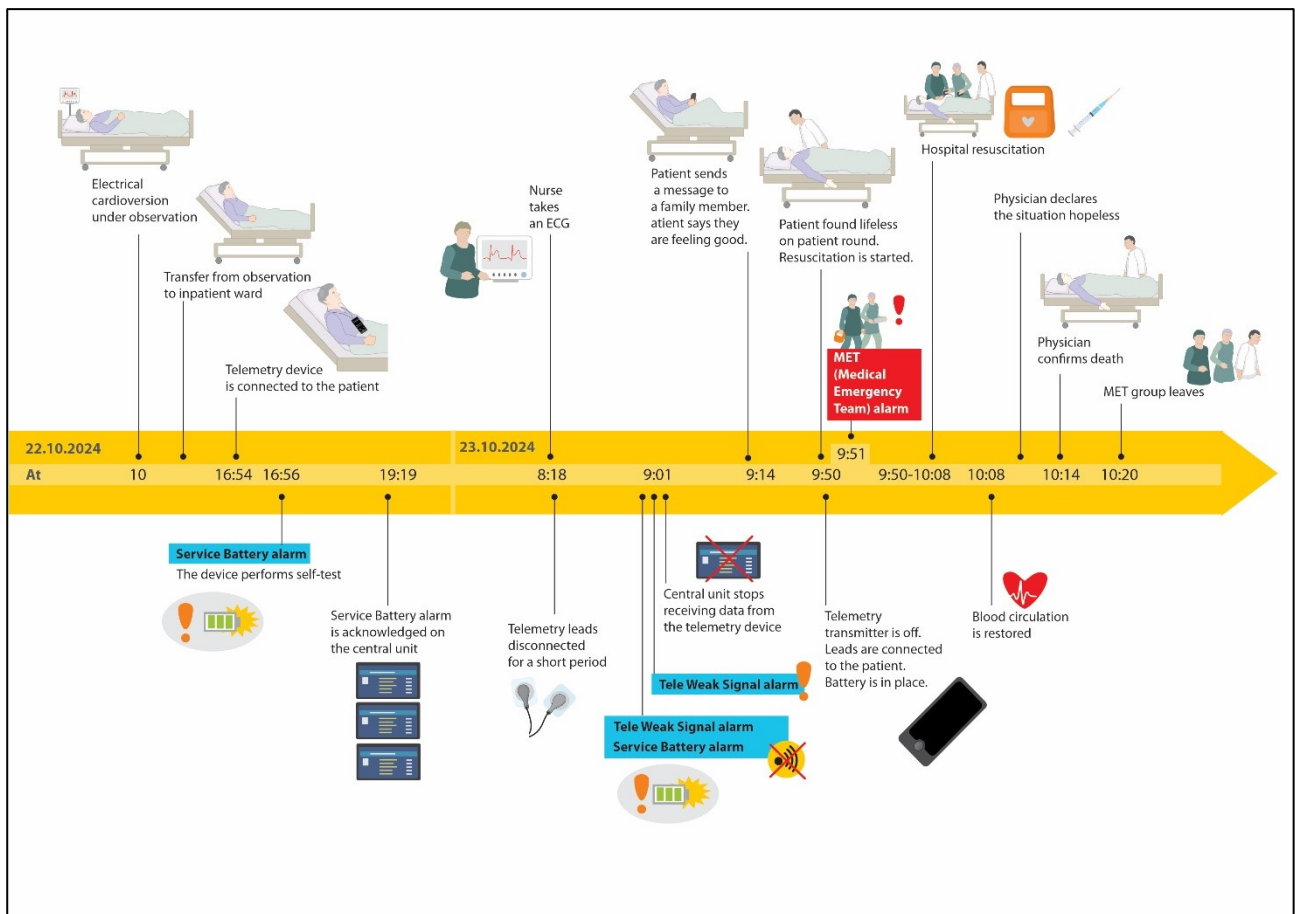 Electrical
cardioversion
under observation
Transfer from observation
to inpatient ward
Telemetry device
is connected to the patient
Nurse
takes
an ECG
Patient sends
a message to
a family member.
atient says they
are feeling good.
Patient found lifeless
on patient round.
Resuscitation is started.
MET
(Medical
Emergency
Team) alarm
Hospital resuscitation
Physician declares
the situation hopeless
Physician
confirms death
MET group leaves
22.10.2024
23.10.2024
9:51
At
10
16:54
16:56
19:19
8:18
9:01
9:14
9:50
9:50-10:08
10:08
10:14
10:20
Service Battery alarm
The device performs self-test
Service Battery alarm
is acknowledged on
the central unit
Telemetry leads
disconnected
for a short period
Tele Weak Signal alarm
Service Battery alarm
Tele Weak Signal alarm
Central unit stops
receiving data from
the telemetry device
Telemetry
transmitter is off.
Leads are connected
to the patient.
Battery is in place.
Blood circulation
is restored